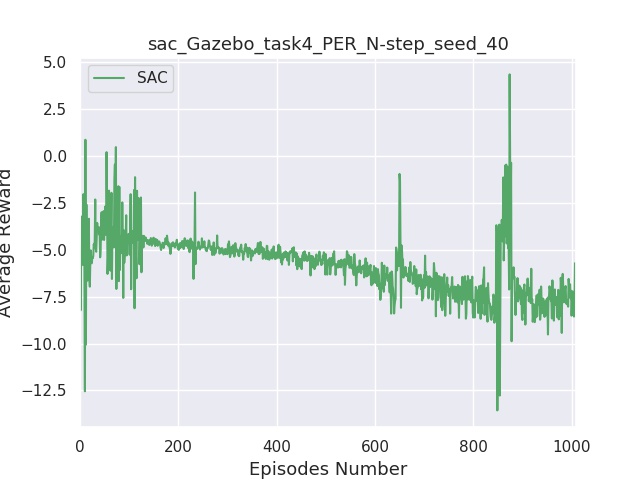 sac_Gazebo_task4_PER_N-step_seed_40
SAC
5.0
2.5
0.0
−2.5
−5.0
−7.5
−10.0
−12.5
Average Reward
0 200 400 600 800 1000
Episodes Number